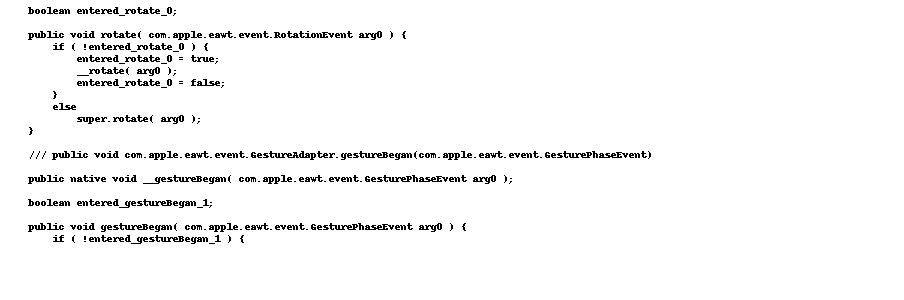 boolean entered_rotate_0;
public void rotate( com.apple.eawt.event.RotationEvent arg0 ) {
if ( !entered_rotate_0 ) {
entered_rotate_0 = true;
__rotate( arg0 );
entered_rotate_0 = false;
}
else
super.rotate( arg0 );
}
/// public void com.apple.eawt.event.GestureAdapter.gestureBegan(com.apple.eawt.event.GesturePhaseEvent)
public native void __gestureBegan( com.apple.eawt.event.GesturePhaseEvent arg0 );
boolean entered_gestureBegan_1;
public void gestureBegan( com.apple.eawt.event.GesturePhaseEvent arg0 ) {
if ( !entered_gestureBegan_1 ) {